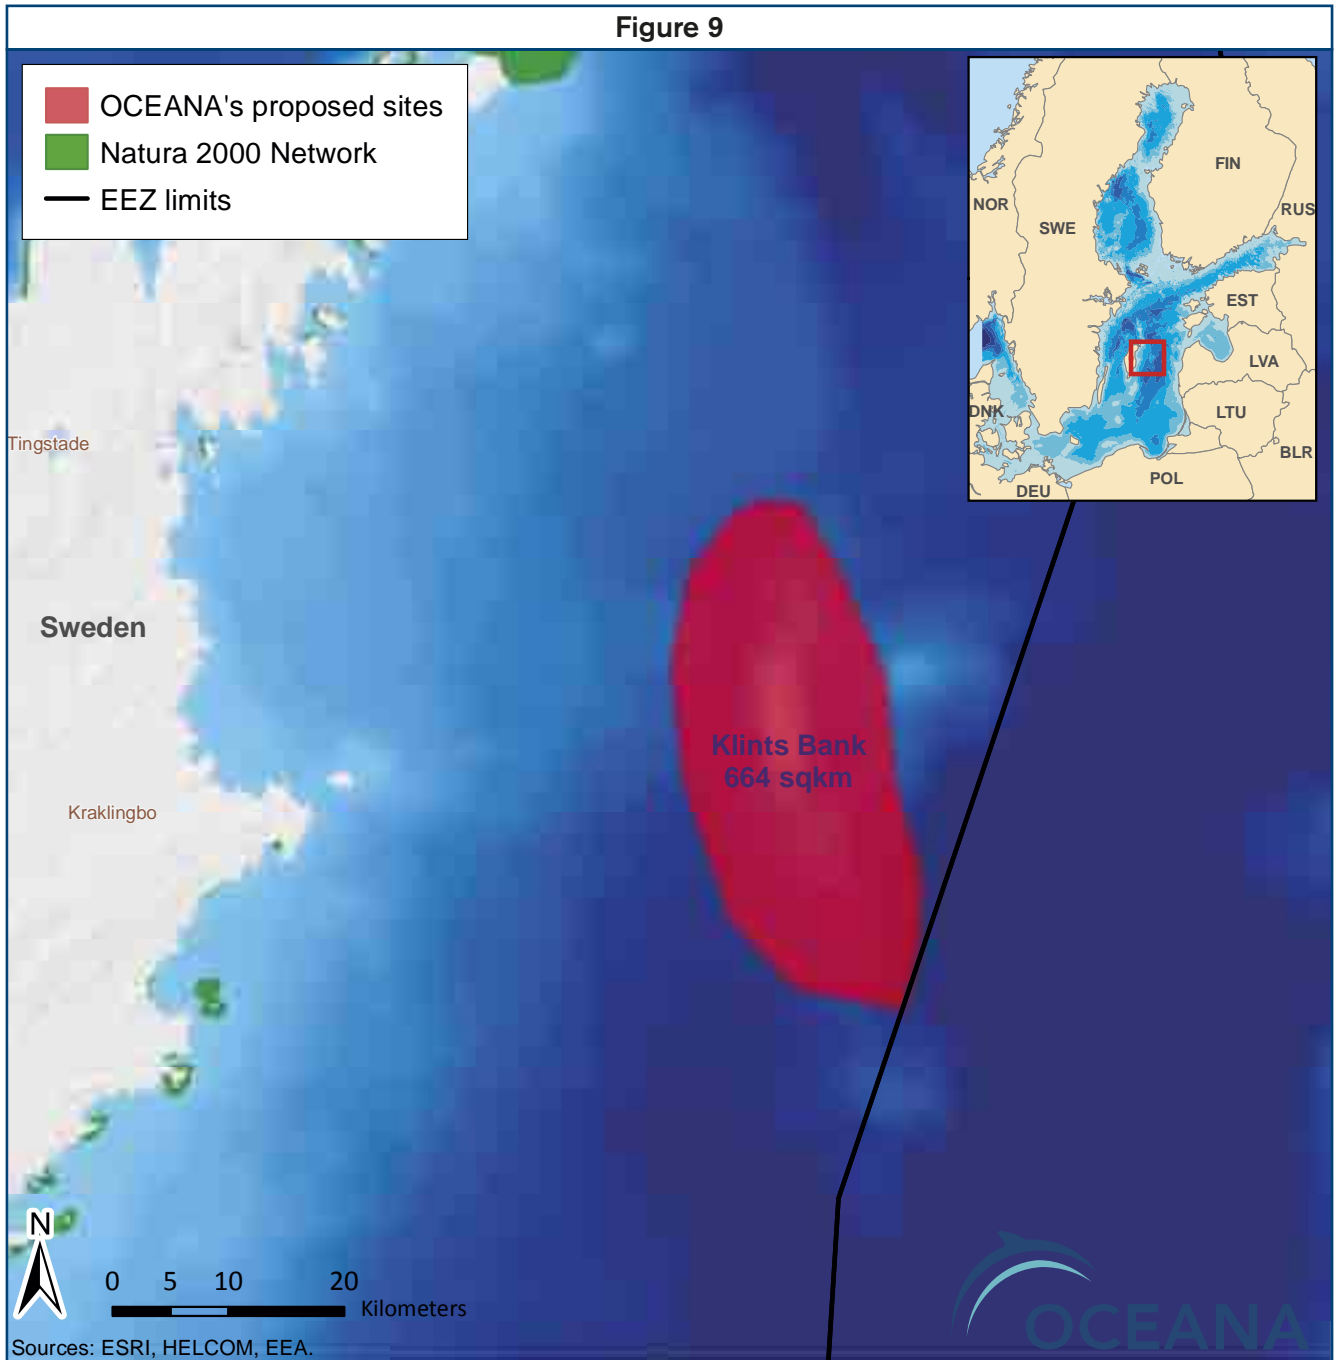 Figure 9
OCEANA's proposed sites
Natura 2000 Network
EEZ limits
NOR
SWE
FIN
RUS
EST
LVA
DNK
LTU
BLR
POL
DEU
Tingstade
Sweden
Klints Bank
664 sqkm
Kraklingbo
N
0 5 10 20
Kilometers
OCEANA
Sources: ESRI, HELCOM, EEA.